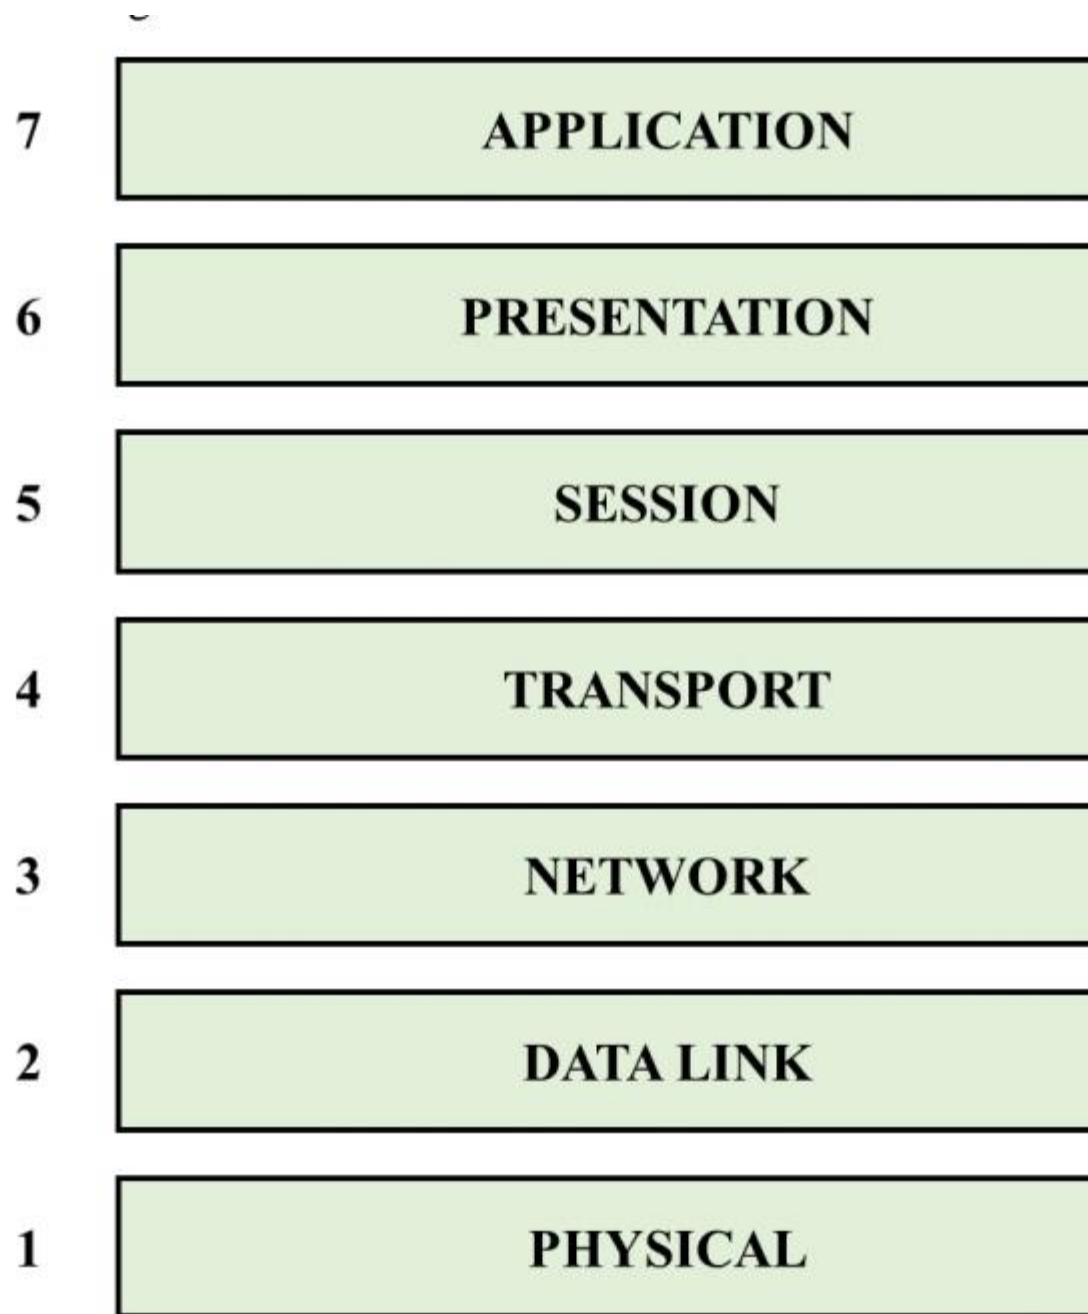 7 APPLICATION
6 PRESENTATION
5 SESSION
4 TRANSPORT
3 NETWORK
2 DATA LINK
1 PHYSICAL